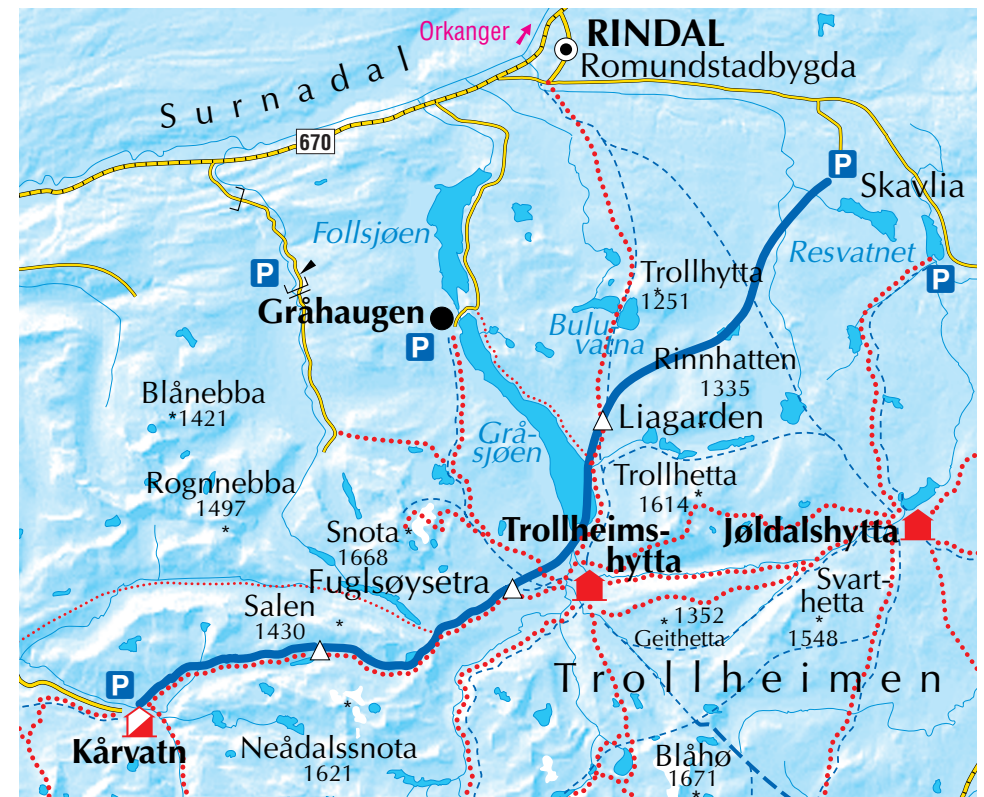 Orkanger
RINDAL
Romundstadbygda
Surnadal
670
P
Skavlia
Follsjøen
Resvatnet
P
Trollhytta
1251
P
Gråhaugen
P
Bulu
vatna
Rinnhatten
1335
Blånebba
1421
Liagarden
Grå-
sjøen
Trollhetta
1614
Rognnebba
1497
Snota
1668
Trollheims-
hytta
Jøldalshytta
Fuglsøysetra
Svart-
hetta
1548
Salen
1430
1352
Geithetta
Trollheimen
P
Kårvatn
Neådalssnota
1621
Blåhø
1671